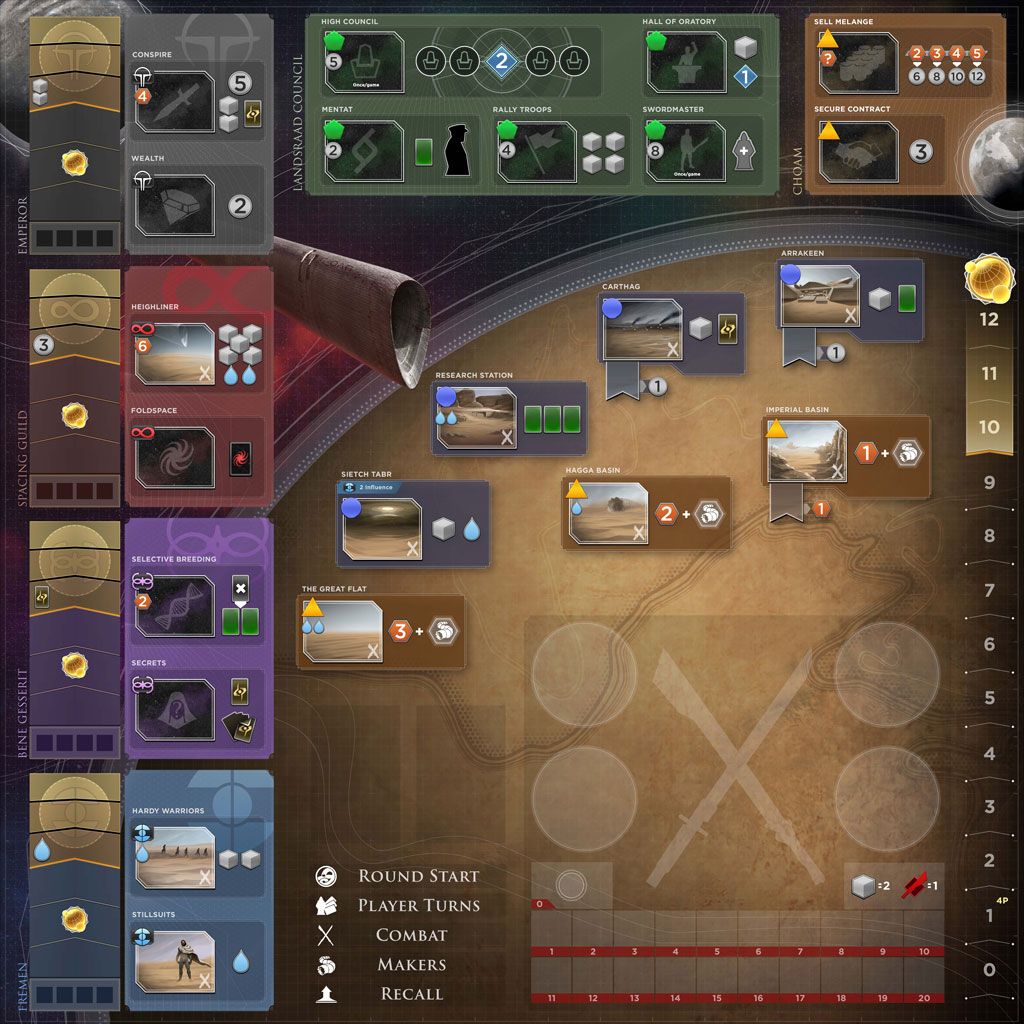 EMPEROR
CONSPIRE
4
5
WEALTH
2
LANDSRAAD COUNCIL
HIGH COUNCIL
5
Once/game
2
HALL OF ORATORY
1
MENTAT
2
RALLY TROOPS
4
SWORDMASTER
8
Once/game
+
CHOAM
SELL MELANGE
?
2 3 4 5
6 8 10 12
SECURE CONTRACT
3
SPACING GUILD
3
HEIGHLINER
6
X
FOLDSPACE
ARRAKEEN
X
1
CARTHAG
X
1
RESEARCH STATION
X
IMPERIAL BASIN
X
1 +
1
SIETCH TABR
2 Influence
X
HAGGA BASIN
X
2 +
THE GREAT FLAT
X
3 +
BENE GESSERIT
SELECTIVE BREEDING
2
X
SECRETS
?
FREMEN
HARDY WARRIORS
X
STILLSUITS
X
ROUND START
PLAYER TURNS
COMBAT
MAKERS
RECALL
=2
=1
0
1 2 3 4 5 6 7 8 9 10
11 12 13 14 15 16 17 18 19 20
12
11
10
9
8
7
6
5
4
3
2
4P
1
0